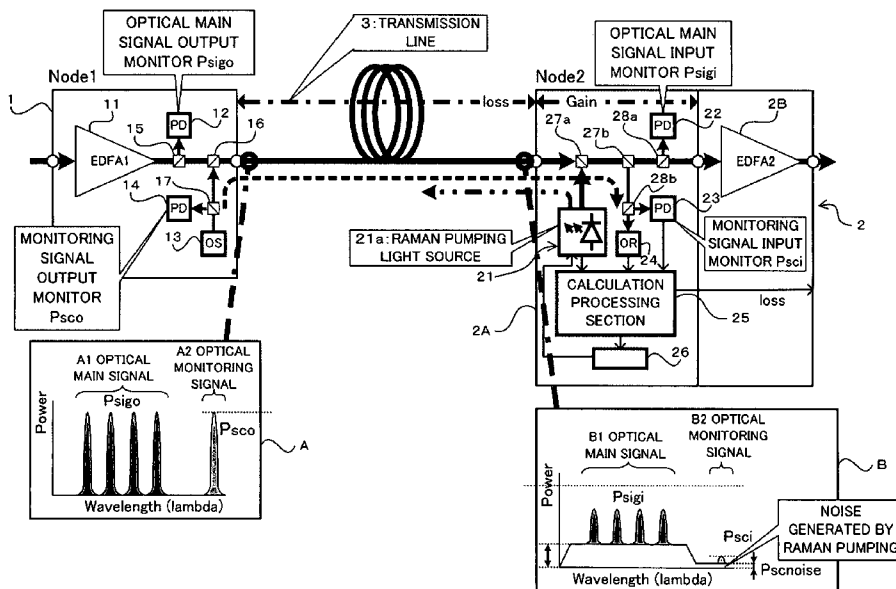 OPTICAL MAIN
SIGNAL OUTPUT
MONITOR Psigo
3:TRANSMISSION
LINE
OPTICAL MAIN
SIGNAL INPUT
MONITOR Psigi
Node1
Node2
loss
Gain
1
11
PD
12
15
16
EDFA1
14
17
PD
13
OS
27a
27b
28a
PD
22
2B
EDFA2
28b
23
PD
OR
24
2
MONITORING
SIGNAL
OUTPUT
MONITOR
Psco
21a:RAMAN PUMPING
LIGHT SOURCE
21
MONITORING
SIGNAL INPUT
MONITOR Psci
CALCULATION
PROCESSING
SECTION
loss
25
2A
26
A1 OPTICAL
MAIN SIGNAL
A2 OPTICAL
MONITORING
SIGNAL
Psigo
Psco
Power
Wavelength (lambda)
A
B1 OPTICAL
MAIN SIGNAL
B2 OPTICAL
MONITORING
SIGNAL
B
Power
Psigi
Psci
NOISE
GENERATED BY
RAMAN PUMPING
Pscnoise
Wavelength (lambda)